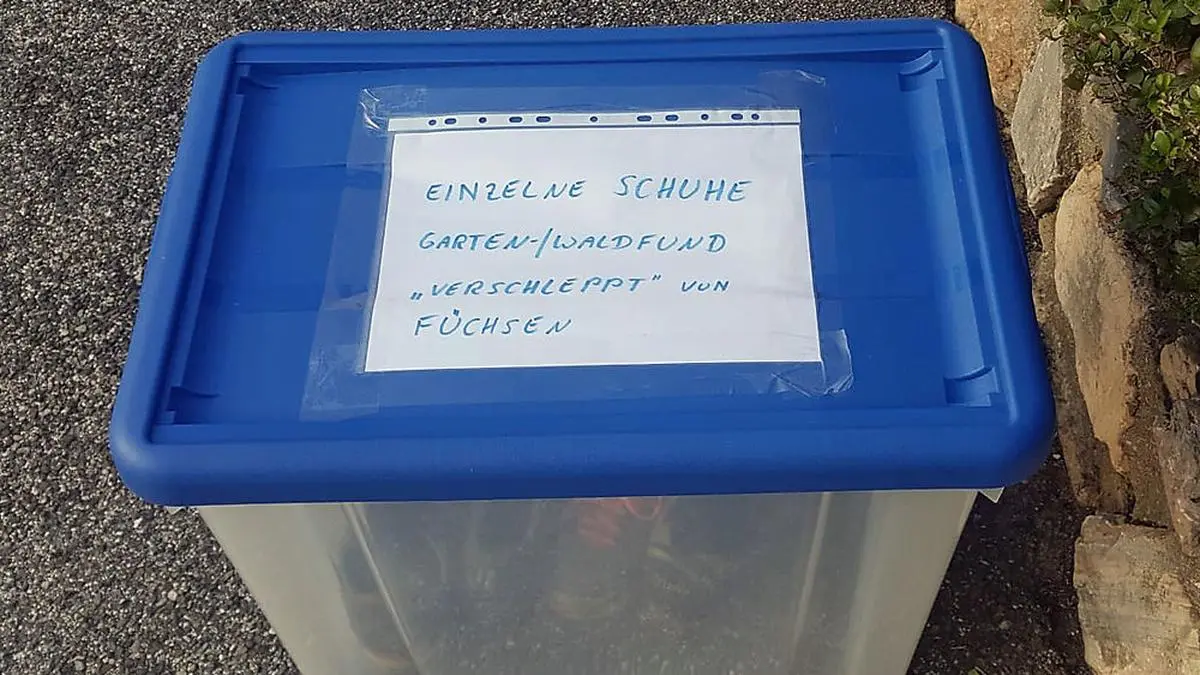 EINZELNE SCHUHE
GARTEN-/WALDFUND
„VERSCHLEPPT" VON
FÜCHSEN